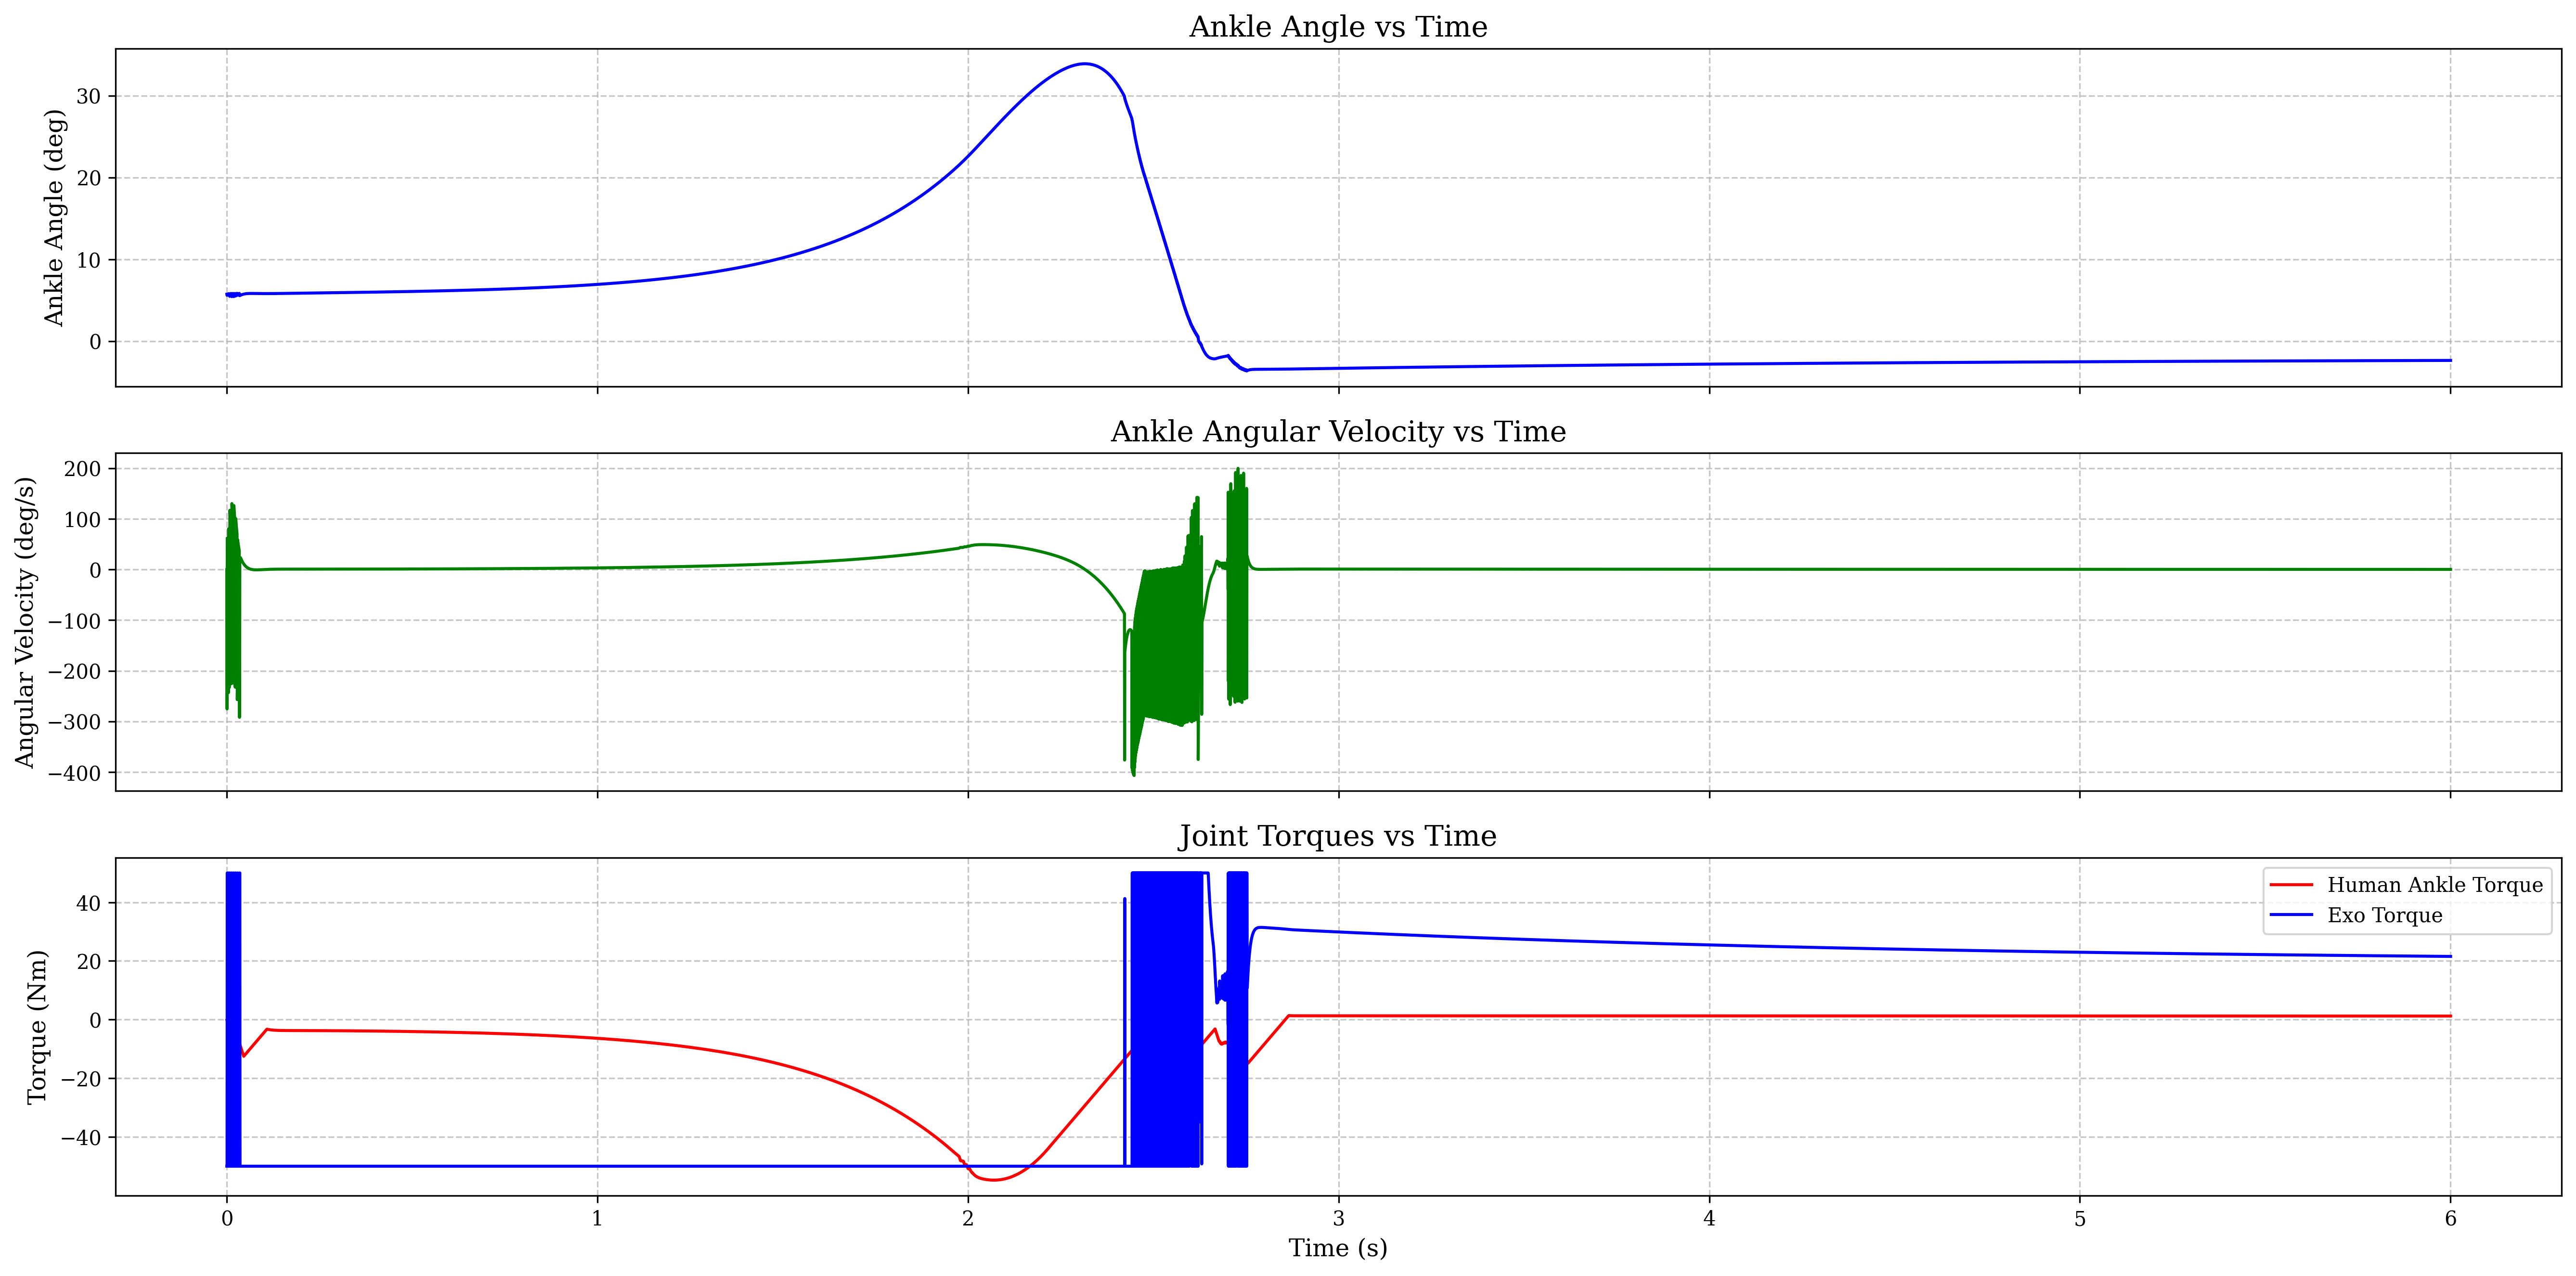 Ankle Angle vs Time
Ankle Angle (deg)
30
20
10
0
Ankle Angular Velocity vs Time
Angular Velocity (deg/s)
200
100
0
−100
−200
−300
−400
Joint Torques vs Time
Torque (Nm)
40
20
0
−20
−40
Human Ankle Torque
Exo Torque
0 1 2 3 4 5 6
Time (s)